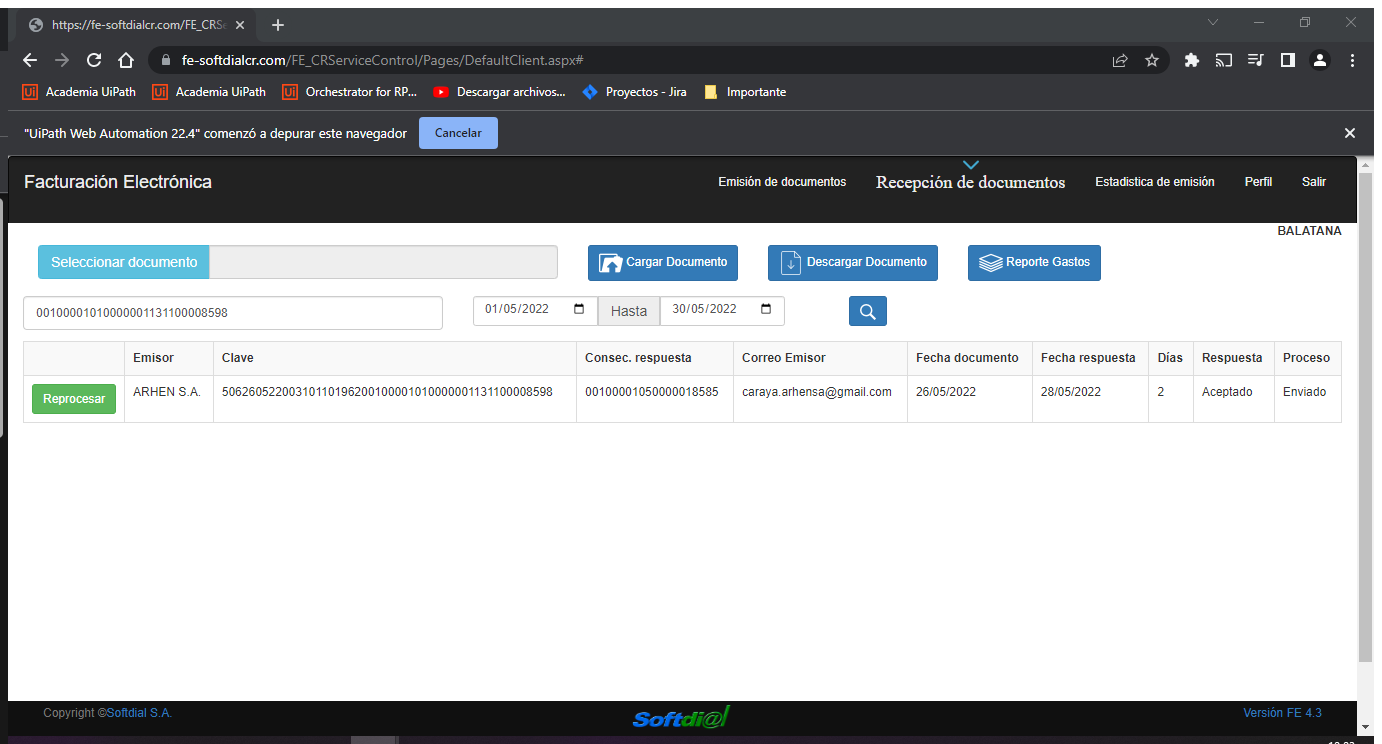 https://fe-softdialcr.com/FE_CRSe
fe-softdialcr.com/FE_CRServiceControl/Pages/DefaultClient.aspx#
Academia UiPath Academia UiPath Orchestrator for RP... Descargar archivos... Proyectos - Jira Importante
"UiPath Web Automation 22.4" comenzó a depurar este navegador Cancelar
Facturación Electrónica Emisión de documentos Recepción de documentos Estadistica de emisión Perfil Salir
BALATANA
Seleccionar documento Cargar Documento Descargar Documento Reporte Gastos
00100001010000001131100008598 01/05/2022 Hasta 30/05/2022
Emisor Clave Consec. respuesta Correo Emisor Fecha documento Fecha respuesta Días Respuesta Proceso
Reprocesar ARHEN S.A. 50626052200310110196200100001010000001131100008598 00100001050000018585 caraya.arhensa@gmail.com 26/05/2022 28/05/2022 2 Aceptado Enviado
Copyright ©Softdial S.A. Softdi@l Versión FE 4.3